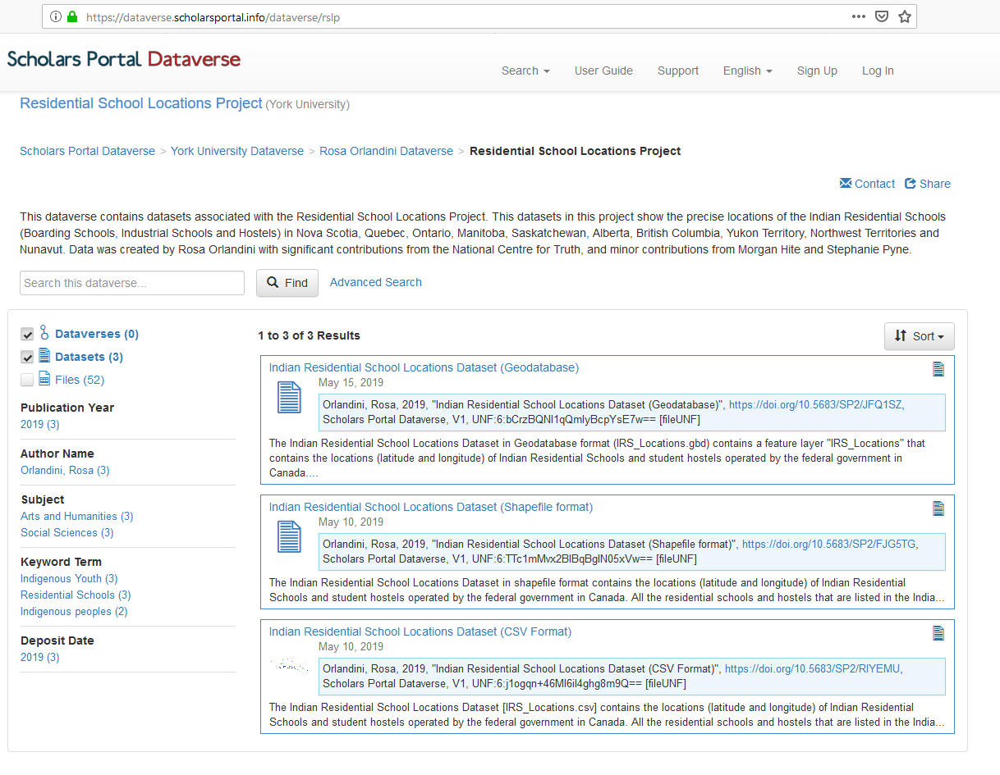 https://dataverse.scholarsportal.info/dataverse/rslp
Scholars Portal Dataverse
Search User Guide Support English Sign Up Log In
Residential School Locations Project (York University)
Scholars Portal Dataverse > York University Dataverse > Rosa Orlandini Dataverse > Residential School Locations Project
Contact Share
This dataverse contains datasets associated with the Residential School Locations Project. This datasets in this project show the precise locations of the Indian Residential Schools
(Boarding Schools, Industrial Schools and Hostels) in Nova Scotia, Quebec, Ontario, Manitoba, Saskatchewan, Alberta, British Columbia, Yukon Territory, Northwest Territories and
Nunavut. Data was created by Rosa Orlandini with significant contributions from the National Centre for Truth, and minor contributions from Morgan Hite and Stephanie Pyne.
Search this dataverse...
Find
Advanced Search
Dataverses (0)
Datasets (3)
Files (52)
Publication Year
2019 (3)
Author Name
Orlandini, Rosa (3)
Subject
Arts and Humanities (3)
Social Sciences (3)
Keyword Term
Indigenous Youth (3)
Residential Schools (3)
Indigenous peoples (2)
Deposit Date
2019 (3)
1 to 3 of 3 Results
Sort
Indian Residential School Locations Dataset (Geodatabase)
May 15, 2019
Orlandini, Rosa, 2019, "Indian Residential School Locations Dataset (Geodatabase)", https://doi.org/10.5683/SP2/JFQ1SZ,
Scholars Portal Dataverse, V1, UNF:6:bCrzBQNI1qQmlyBcpYsE7w== [fileUNF]
The Indian Residential School Locations Dataset in Geodatabase format (IRS_Locations.gbd) contains a feature layer "IRS_Locations" that
contains the locations (latitude and longitude) of Indian Residential Schools and student hostels operated by the federal government in
Canada....
Indian Residential School Locations Dataset (Shapefile format)
May 10, 2019
Orlandini, Rosa, 2019, "Indian Residential School Locations Dataset (Shapefile format)", https://doi.org/10.5683/SP2/FJG5TG,
Scholars Portal Dataverse, V1, UNF:6:TTc1mMvx2BlBqBglN05xVw== [fileUNF]
The Indian Residential School Locations Dataset in shapefile format contains the locations (latitude and longitude) of Indian Residential
Schools and student hostels operated by the federal government in Canada. All the residential schools and hostels that are listed in the India...
Indian Residential School Locations Dataset (CSV Format)
May 10, 2019
Orlandini, Rosa, 2019, "Indian Residential School Locations Dataset (CSV Format)", https://doi.org/10.5683/SP2/RIYEMU,
Scholars Portal Dataverse, V1, UNF:6:j1ogqn+46Ml6il4ghg8m9Q== [fileUNF]
The Indian Residential School Locations Dataset [IRS_Locations.csv] contains the locations (latitude and longitude) of Indian Residential
Schools and student hostels operated by the federal government in Canada. All the residential schools and hostels that are listed in the India...